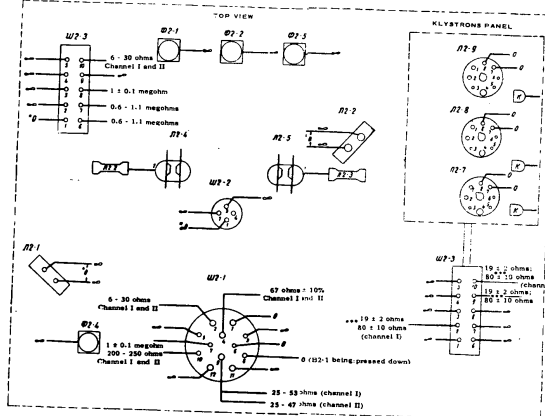 TOP VIEW
KLYSTRONS PANEL
Ш2-3
Ф2-1
Ф2-2
Ф2-5
6 - 30 ohms
Channel I and II
1 ± 0.1 megohm
0.6 - 1.1 megohms
0.6 - 1.1 megohms
Л2-9
Л2-8
Л2-7
Л2-4
Л2-5
Л2-2
Л2-3
Ш2-2
Л2-1
Ш2-1
Ш2-3
67 ohms ± 10%
Channel I and II
6 - 30 ohms
Channel I and II
Ф2-4
1 ± 0.1 megohm
200 - 250 ohms
Channel I and II
0 (В2-1 being pressed down)
25 - 53 ohms (channel I)
25 - 47 ohms (channel II)
19 ± 2 ohms;
80 ± 10 ohms
19 ± 2 ohms;
80 ± 10 ohms
*** 19 ± 2 ohms
80 ± 10 ohms
(channel I)